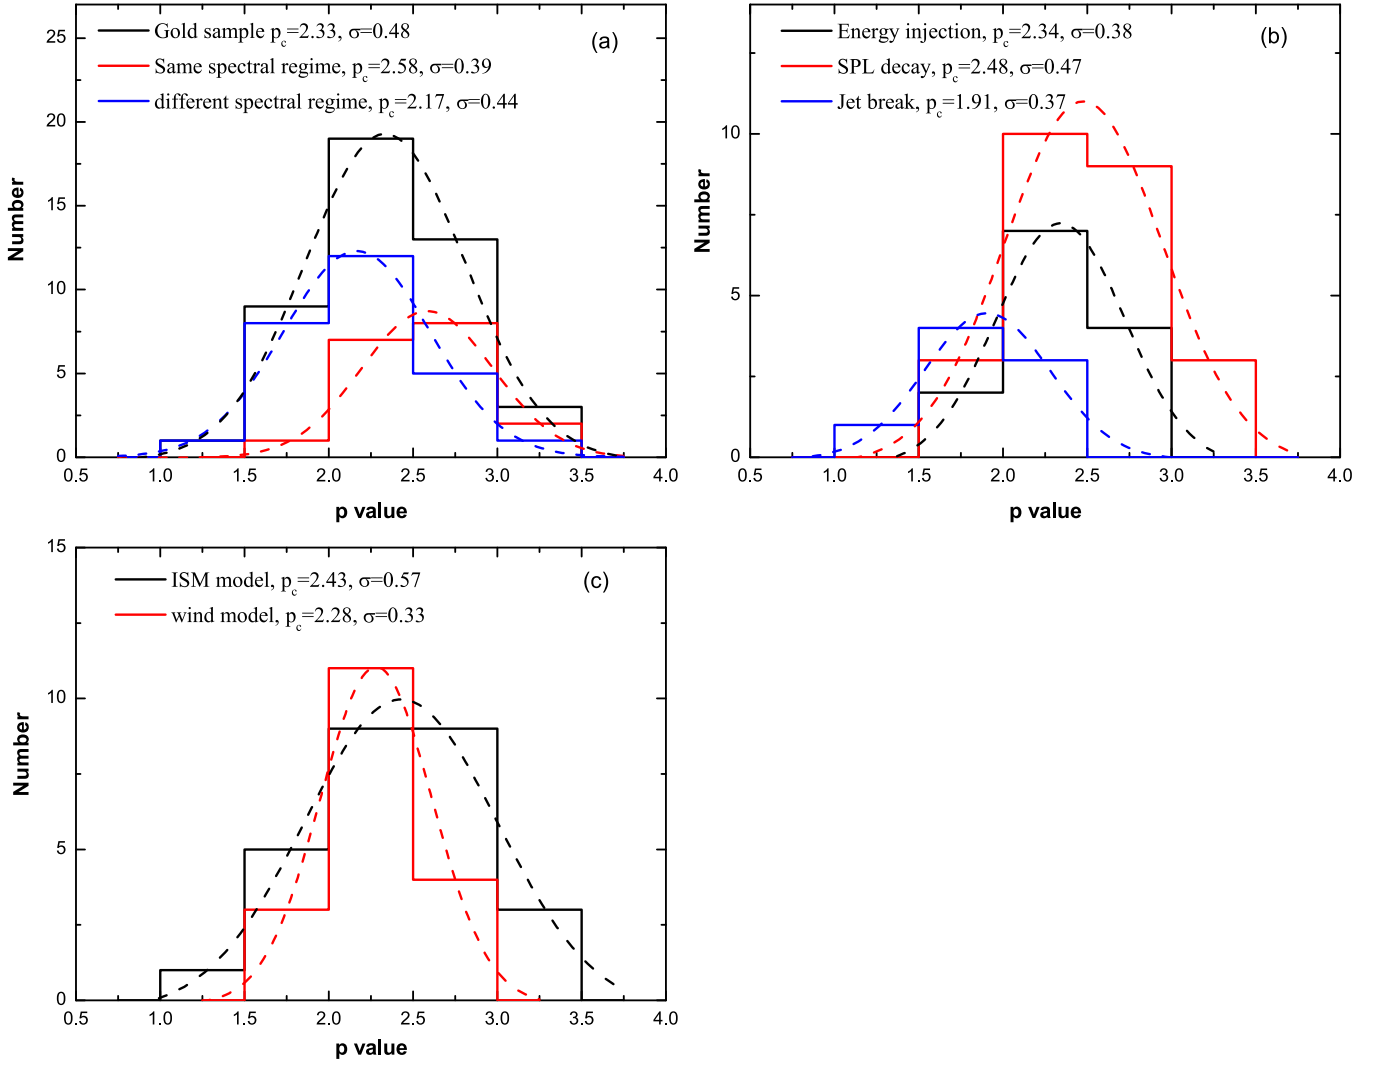 Gold sample p_c=2.33, σ=0.48
Same spectral regime, p_c=2.58, σ=0.39
different spectral regime, p_c=2.17, σ=0.44
(a)
25
20
15
10
5
0
Number
0.5 1.0 1.5 2.0 2.5 3.0 3.5 4.0
p value
Energy injection, p_c=2.34, σ=0.38
SPL decay, p_c=2.48, σ=0.47
Jet break, p_c=1.91, σ=0.37
(b)
10
5
0
Number
0.5 1.0 1.5 2.0 2.5 3.0 3.5 4.0
p value
ISM model, p_c=2.43, σ=0.57
wind model, p_c=2.28, σ=0.33
(c)
15
10
5
0
Number
0.5 1.0 1.5 2.0 2.5 3.0 3.5 4.0
p value